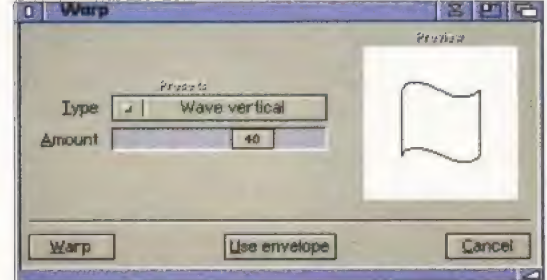 Warp
Preview
Presets
Type Wave vertical
Amount 40
Warp Use envelope Cancel